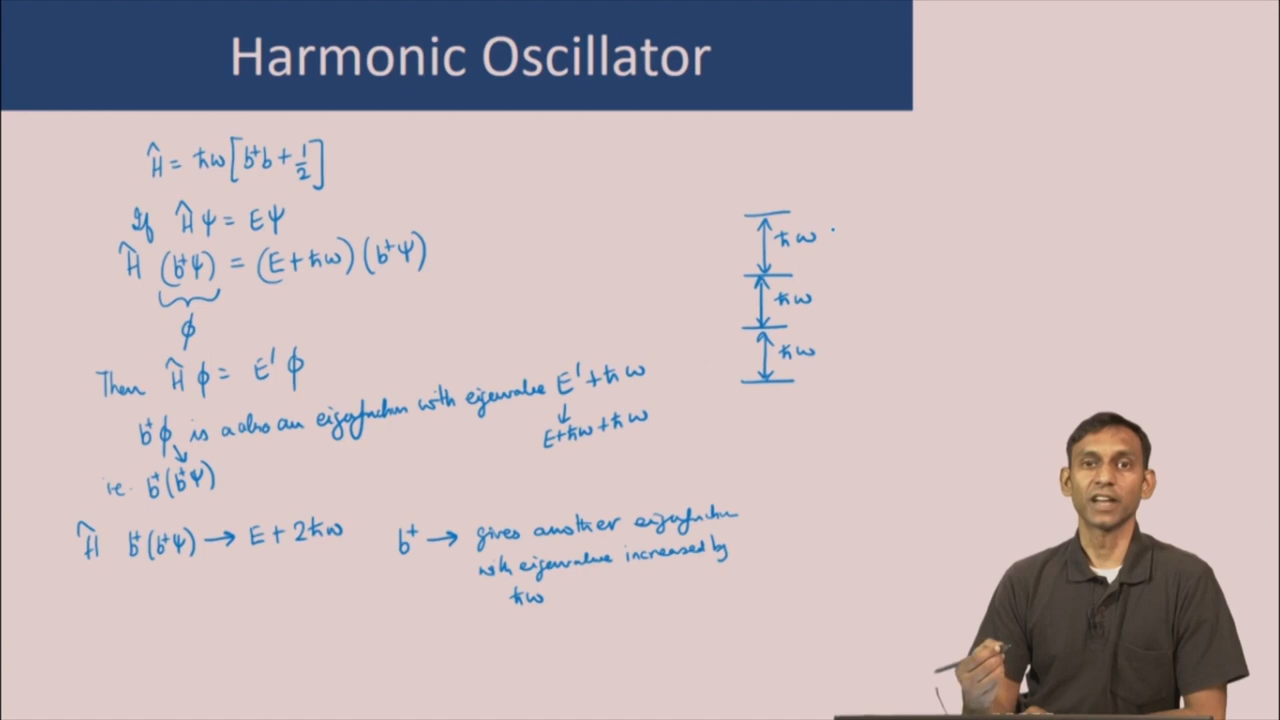 Harmonic Oscillator
Ĥ = ħω[b⁺b + 1/2]
If Ĥψ = Eψ
Ĥ (b⁺ψ) = (E + ħω)(b⁺ψ)
ϕ
Then Ĥϕ = E'ϕ
b⁺ϕ is a also an eigenfunction with eigenvalue E' + ħω
E+ħω+ħω
i.e. b⁺(b⁺ψ)
Ĥ b⁺(b⁺ψ) → E + 2ħω
b⁺ → gives another eigenfunction
with eigenvalue increased by
ħω
ħω
ħω
ħω